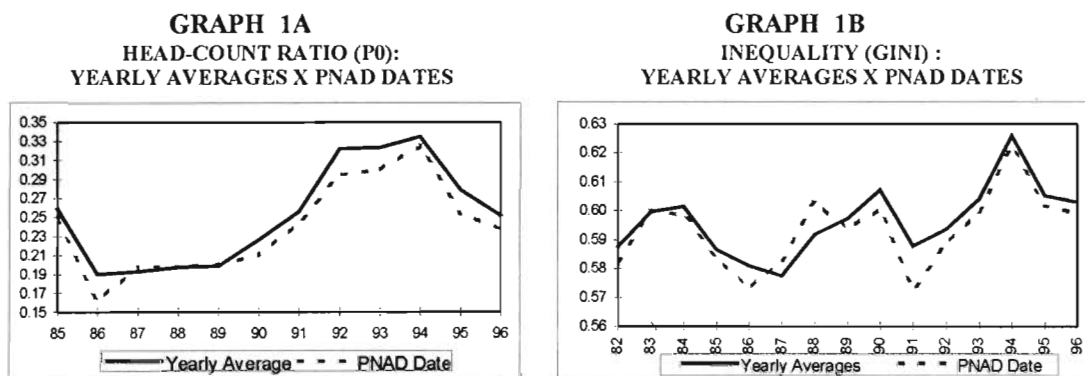 GRAPH 1A
HEAD-COUNT RATIO (P0):
YEARLY AVERAGES X PNAD DATES
0.35
0.33
0.31
0.29
0.27
0.25
0.23
0.21
0.19
0.17
0.15
85 86 87 88 89 90 91 92 93 94 95 96
Yearly Average PNAD Date
GRAPH 1B
INEQUALITY (GINI) :
YEARLY AVERAGES X PNAD DATES
0.63
0.62
0.61
0.60
0.59
0.58
0.57
0.56
82 83 84 85 86 87 88 89 90 91 92 93 94 95 96
Yearly Averages PNAD Date